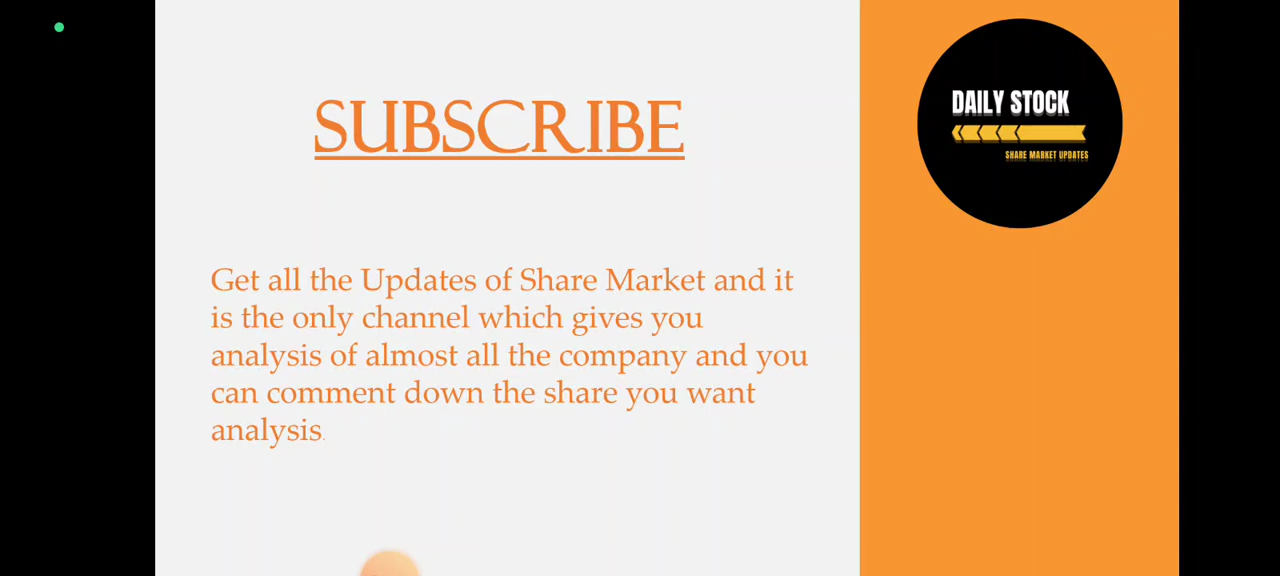 SUBSCRIBE
DAILY STOCK
SHARE MARKET UPDATES
Get all the Updates of Share Market and it
is the only channel which gives you
analysis of almost all the company and you
can comment down the share you want
analysis.